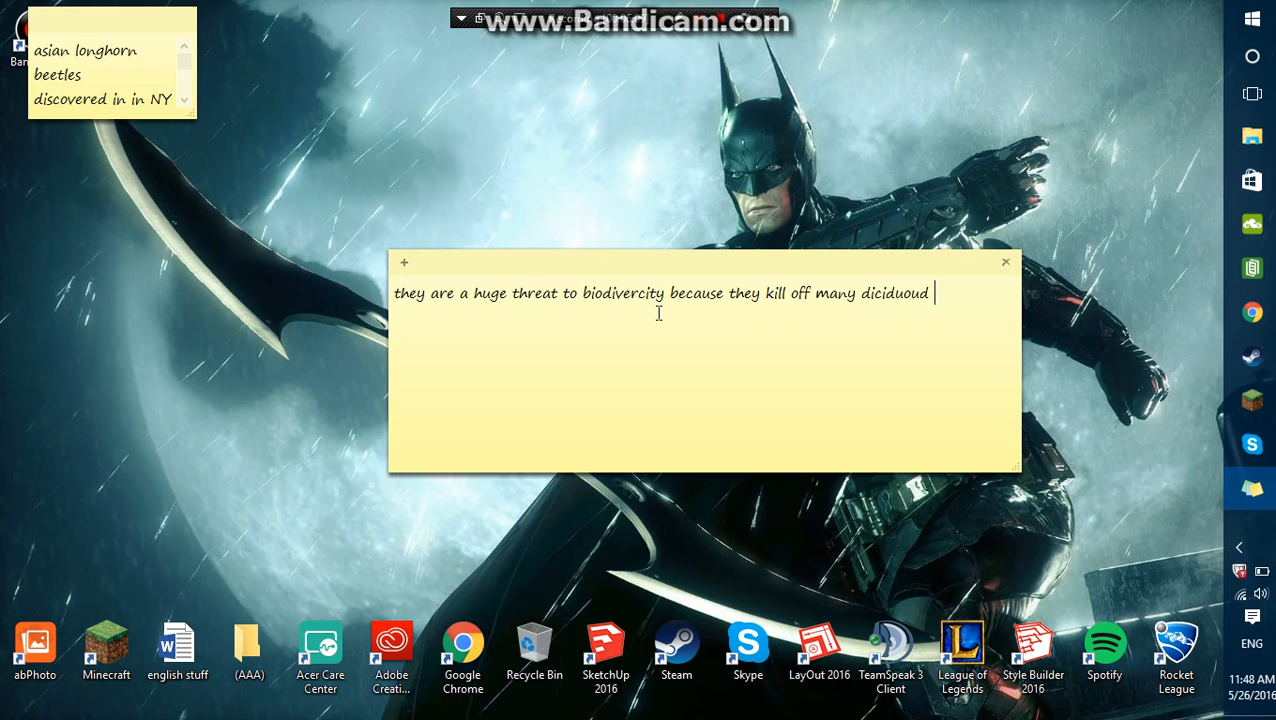 www.Bandicam.com
asian longhorn
beetles
discovered in in NY
they are a huge threat to biodivercity because they kill off many diciduoud
abPhoto
Minecraft
english stuff
(AAA)
Acer Care
Center
Adobe
Creati...
Google
Chrome
Recycle Bin
SketchUp
2016
Steam
Skype
LayOut 2016
TeamSpeak 3
Client
League of
Legends
Style Builder
2016
Spotify
Rocket
League
ENG
11:48 AM
5/26/2016